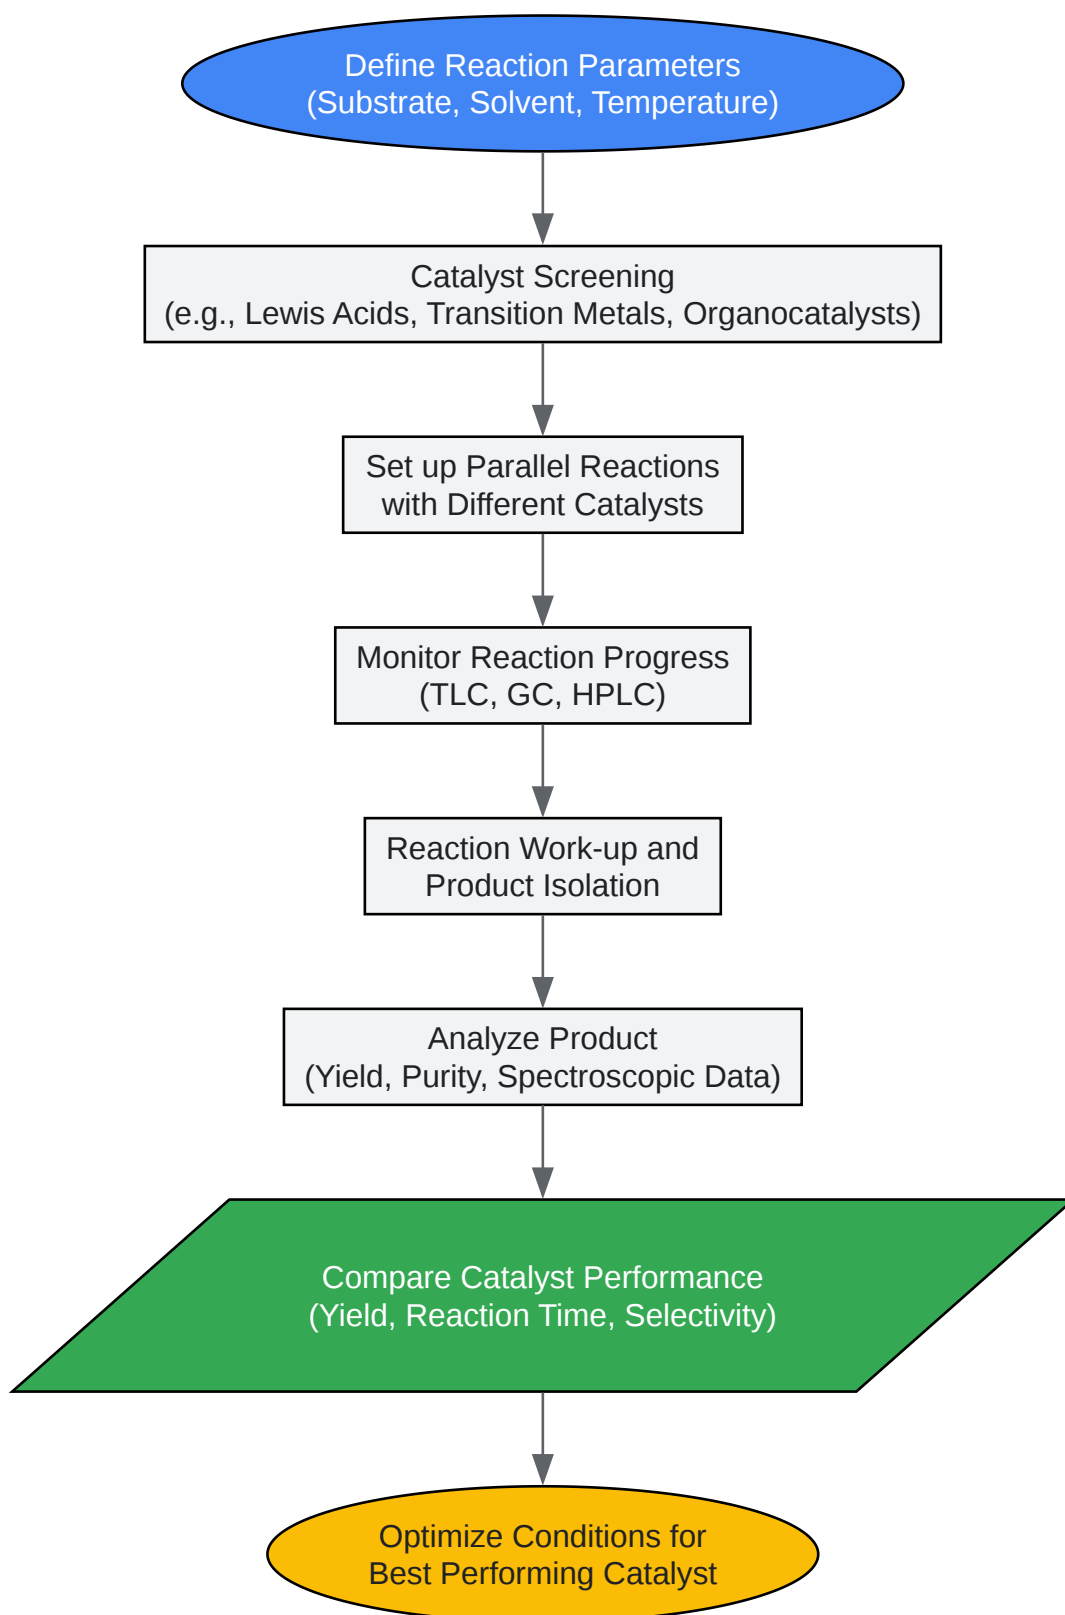 Define Reaction Parameters
(Substrate, Solvent, Temperature)
Catalyst Screening
(e.g., Lewis Acids, Transition Metals, Organocatalysts)
Set up Parallel Reactions
with Different Catalysts
Monitor Reaction Progress
(TLC, GC, HPLC)
Reaction Work-up and
Product Isolation
Analyze Product
(Yield, Purity, Spectroscopic Data)
Compare Catalyst Performance
(Yield, Reaction Time, Selectivity)
Optimize Conditions for
Best Performing Catalyst